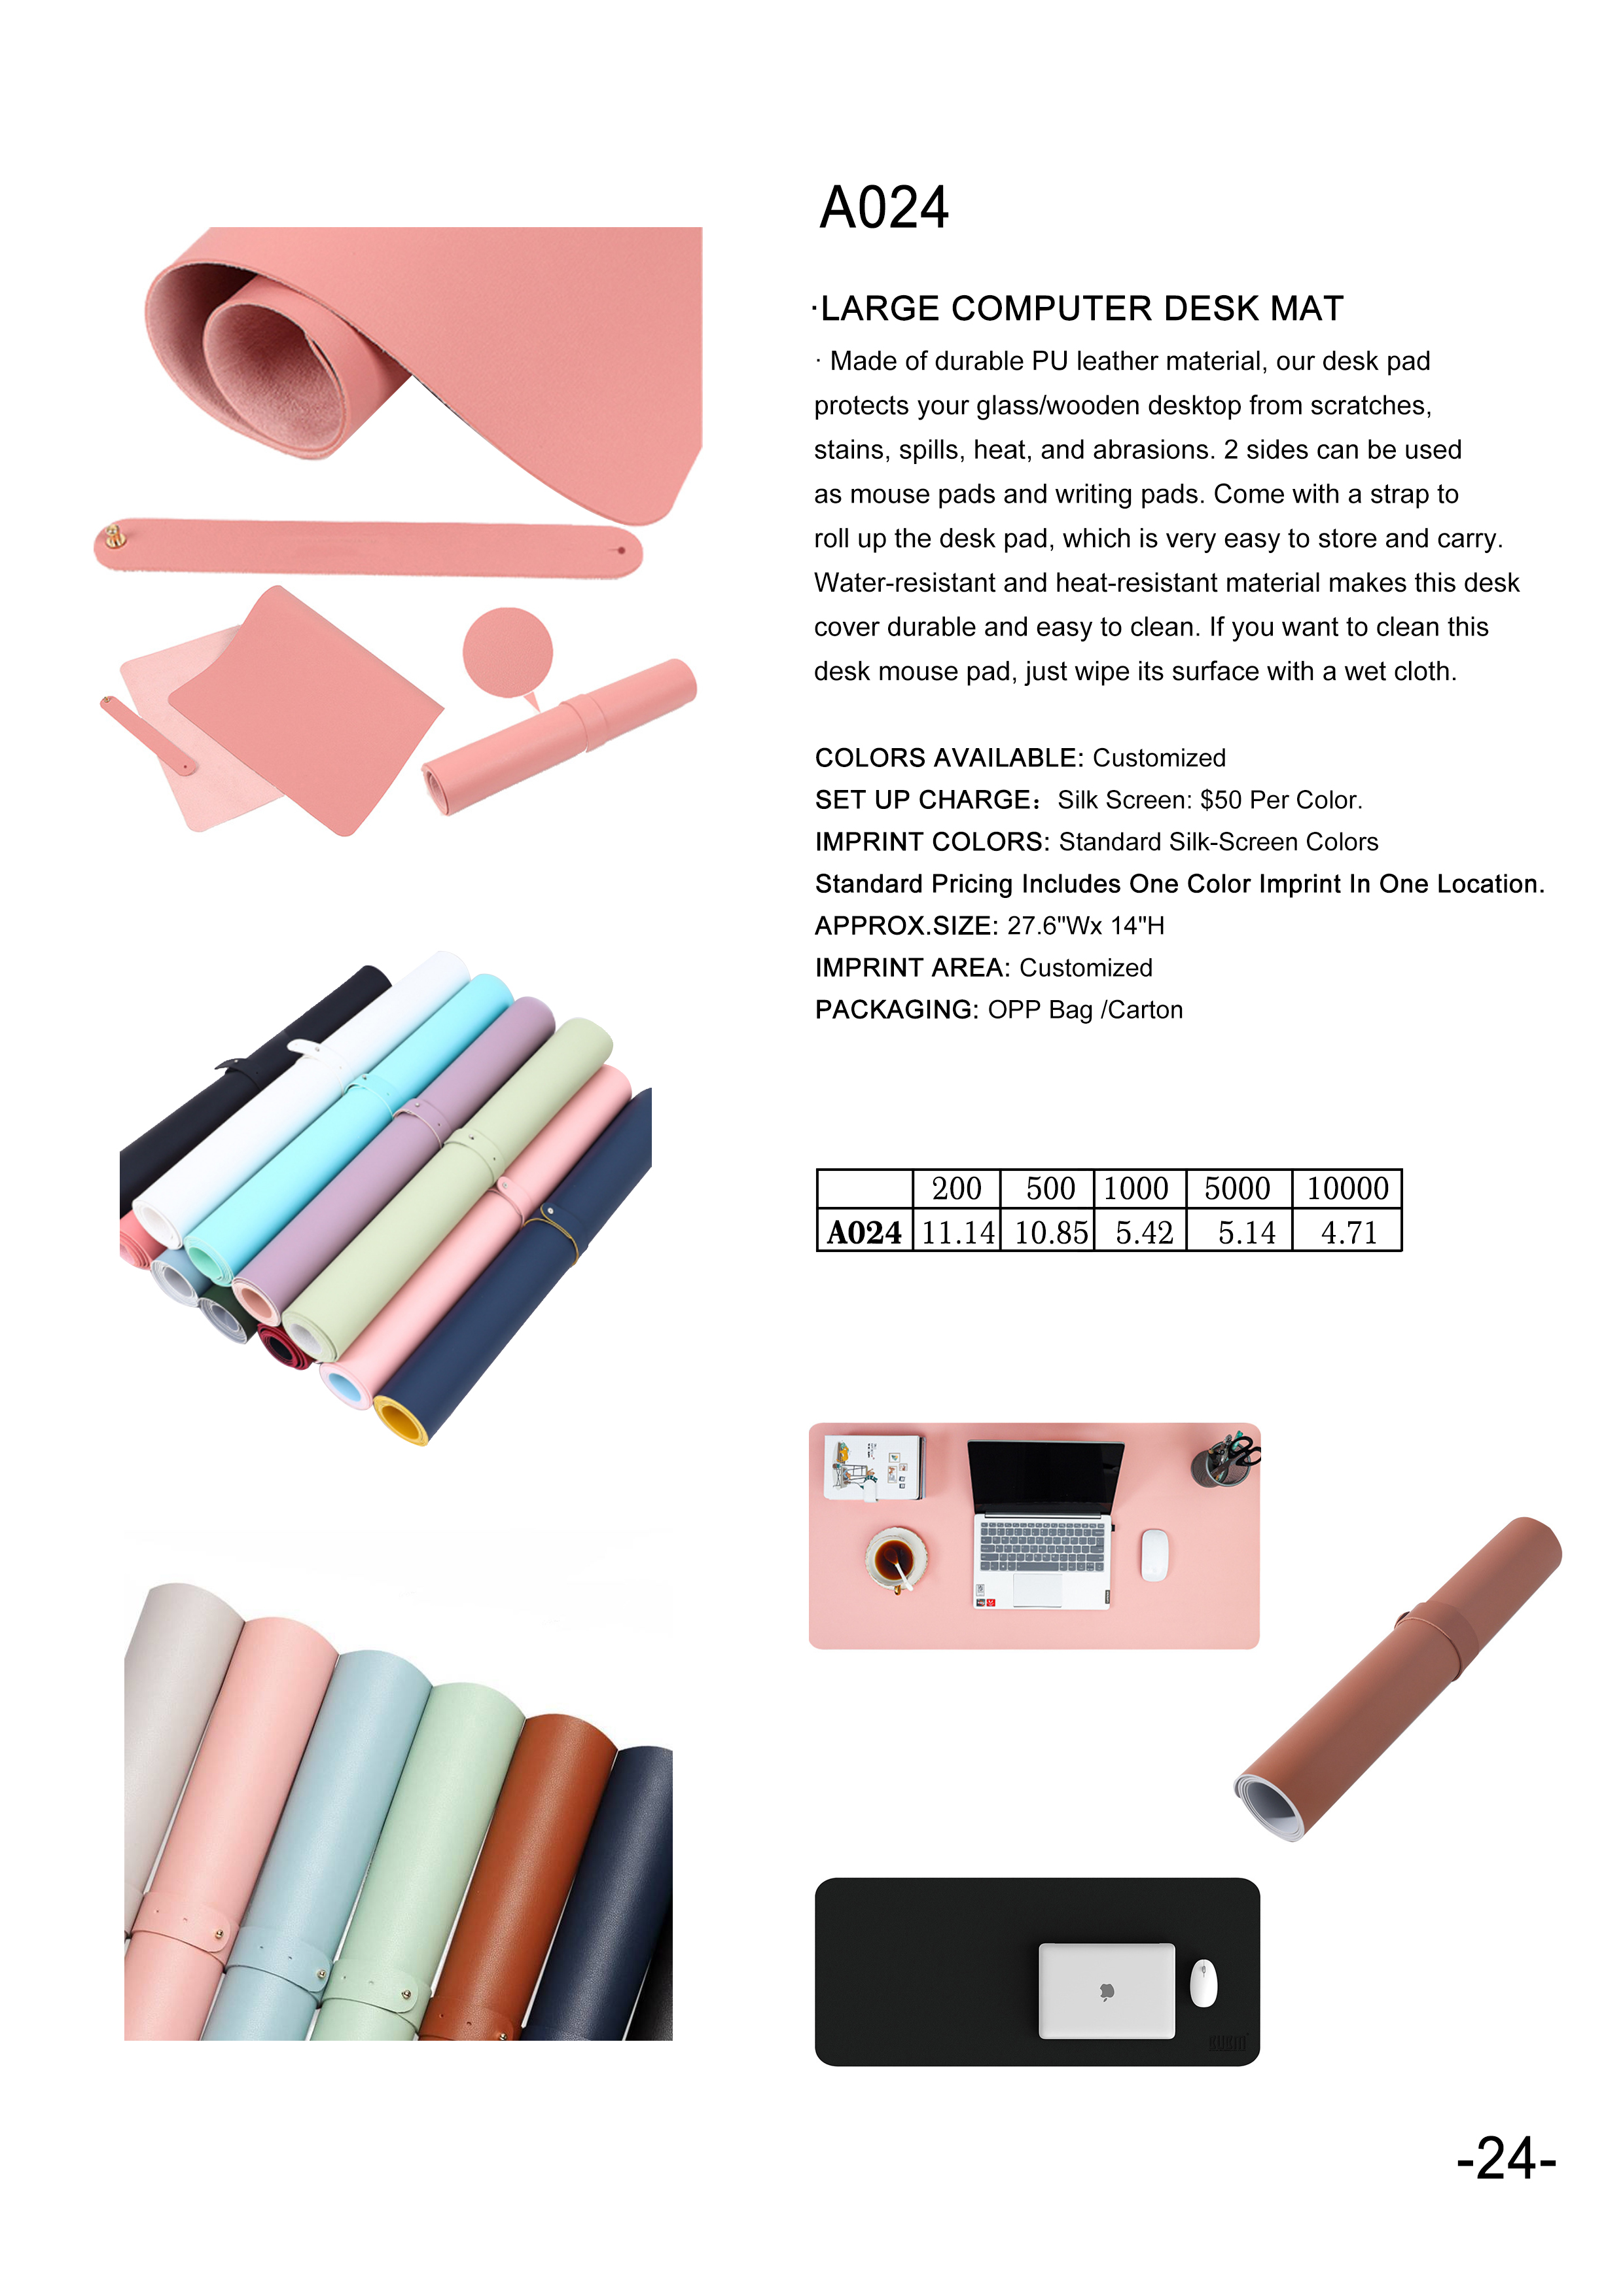 A024
·LARGE COMPUTER DESK MAT
· Made of durable PU leather material, our desk pad
protects your glass/wooden desktop from scratches,
stains, spills, heat, and abrasions. 2 sides can be used
as mouse pads and writing pads. Come with a strap to
roll up the desk pad, which is very easy to store and carry.
Water-resistant and heat-resistant material makes this desk
cover durable and easy to clean. If you want to clean this
desk mouse pad, just wipe its surface with a wet cloth.
COLORS AVAILABLE: Customized
SET UP CHARGE：Silk Screen: $50 Per Color.
IMPRINT COLORS: Standard Silk-Screen Colors
Standard Pricing Includes One Color Imprint In One Location.
APPROX.SIZE: 27.6"Wx 14"H
IMPRINT AREA: Customized
PACKAGING: OPP Bag /Carton
200 500 1000 5000 10000
A024 11.14 10.85 5.42 5.14 4.71
-24-